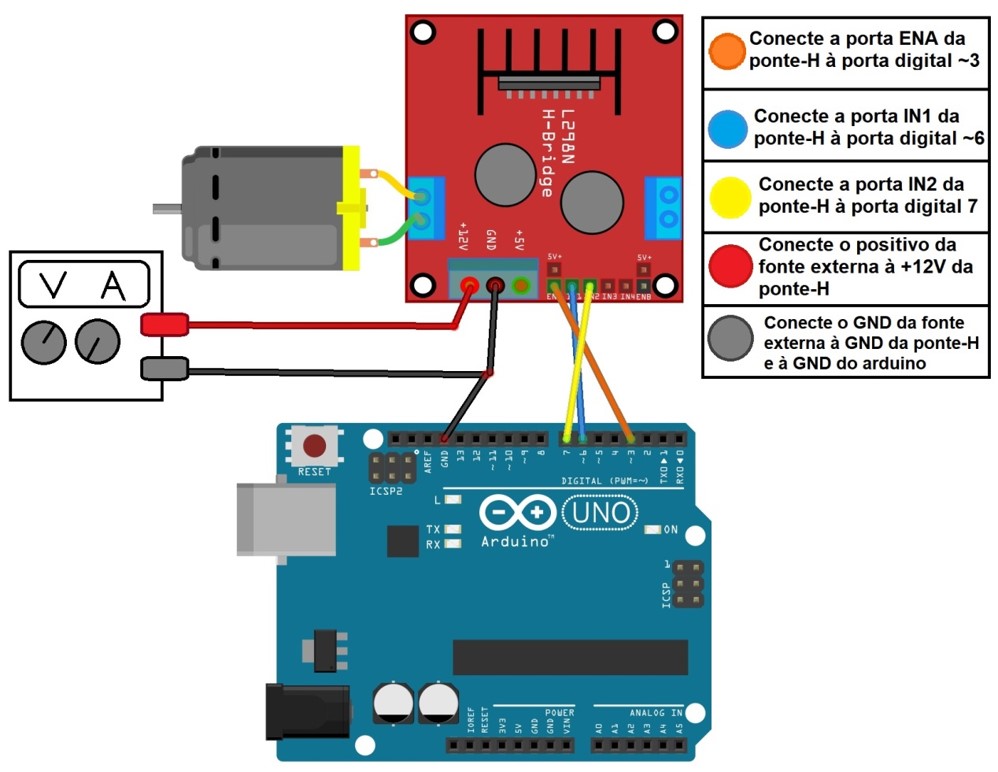 Conecte a porta ENA da
ponte-H à porta digital ~3
Conecte a porta IN1 da
ponte-H à porta digital ~6
Conecte a porta IN2 da
ponte-H à porta digital 7
Conecte o positivo da
fonte externa à +12V da
ponte-H
Conecte o GND da fonte
externa à GND da ponte-H
e à GND do arduino
L298N
H-Bridge
+12V
GND
+5V
5V+
5V+
IN2
IN3
IN4
ENB
V A
RESET
ICSP2
AREF
GND
13
12
~11
~10
~9
8
7
~6
~5
4
~3
2
TX0▶1
RX0◀0
DIGITAL (PWM=~)
L
TX
RX
Arduino™
UNO
ON
1
ICSP
POWER
ANALOG IN
IOREF
RESET
3V3
5V
GND
GND
VIN
A0
A1
A2
A3
A4
A5